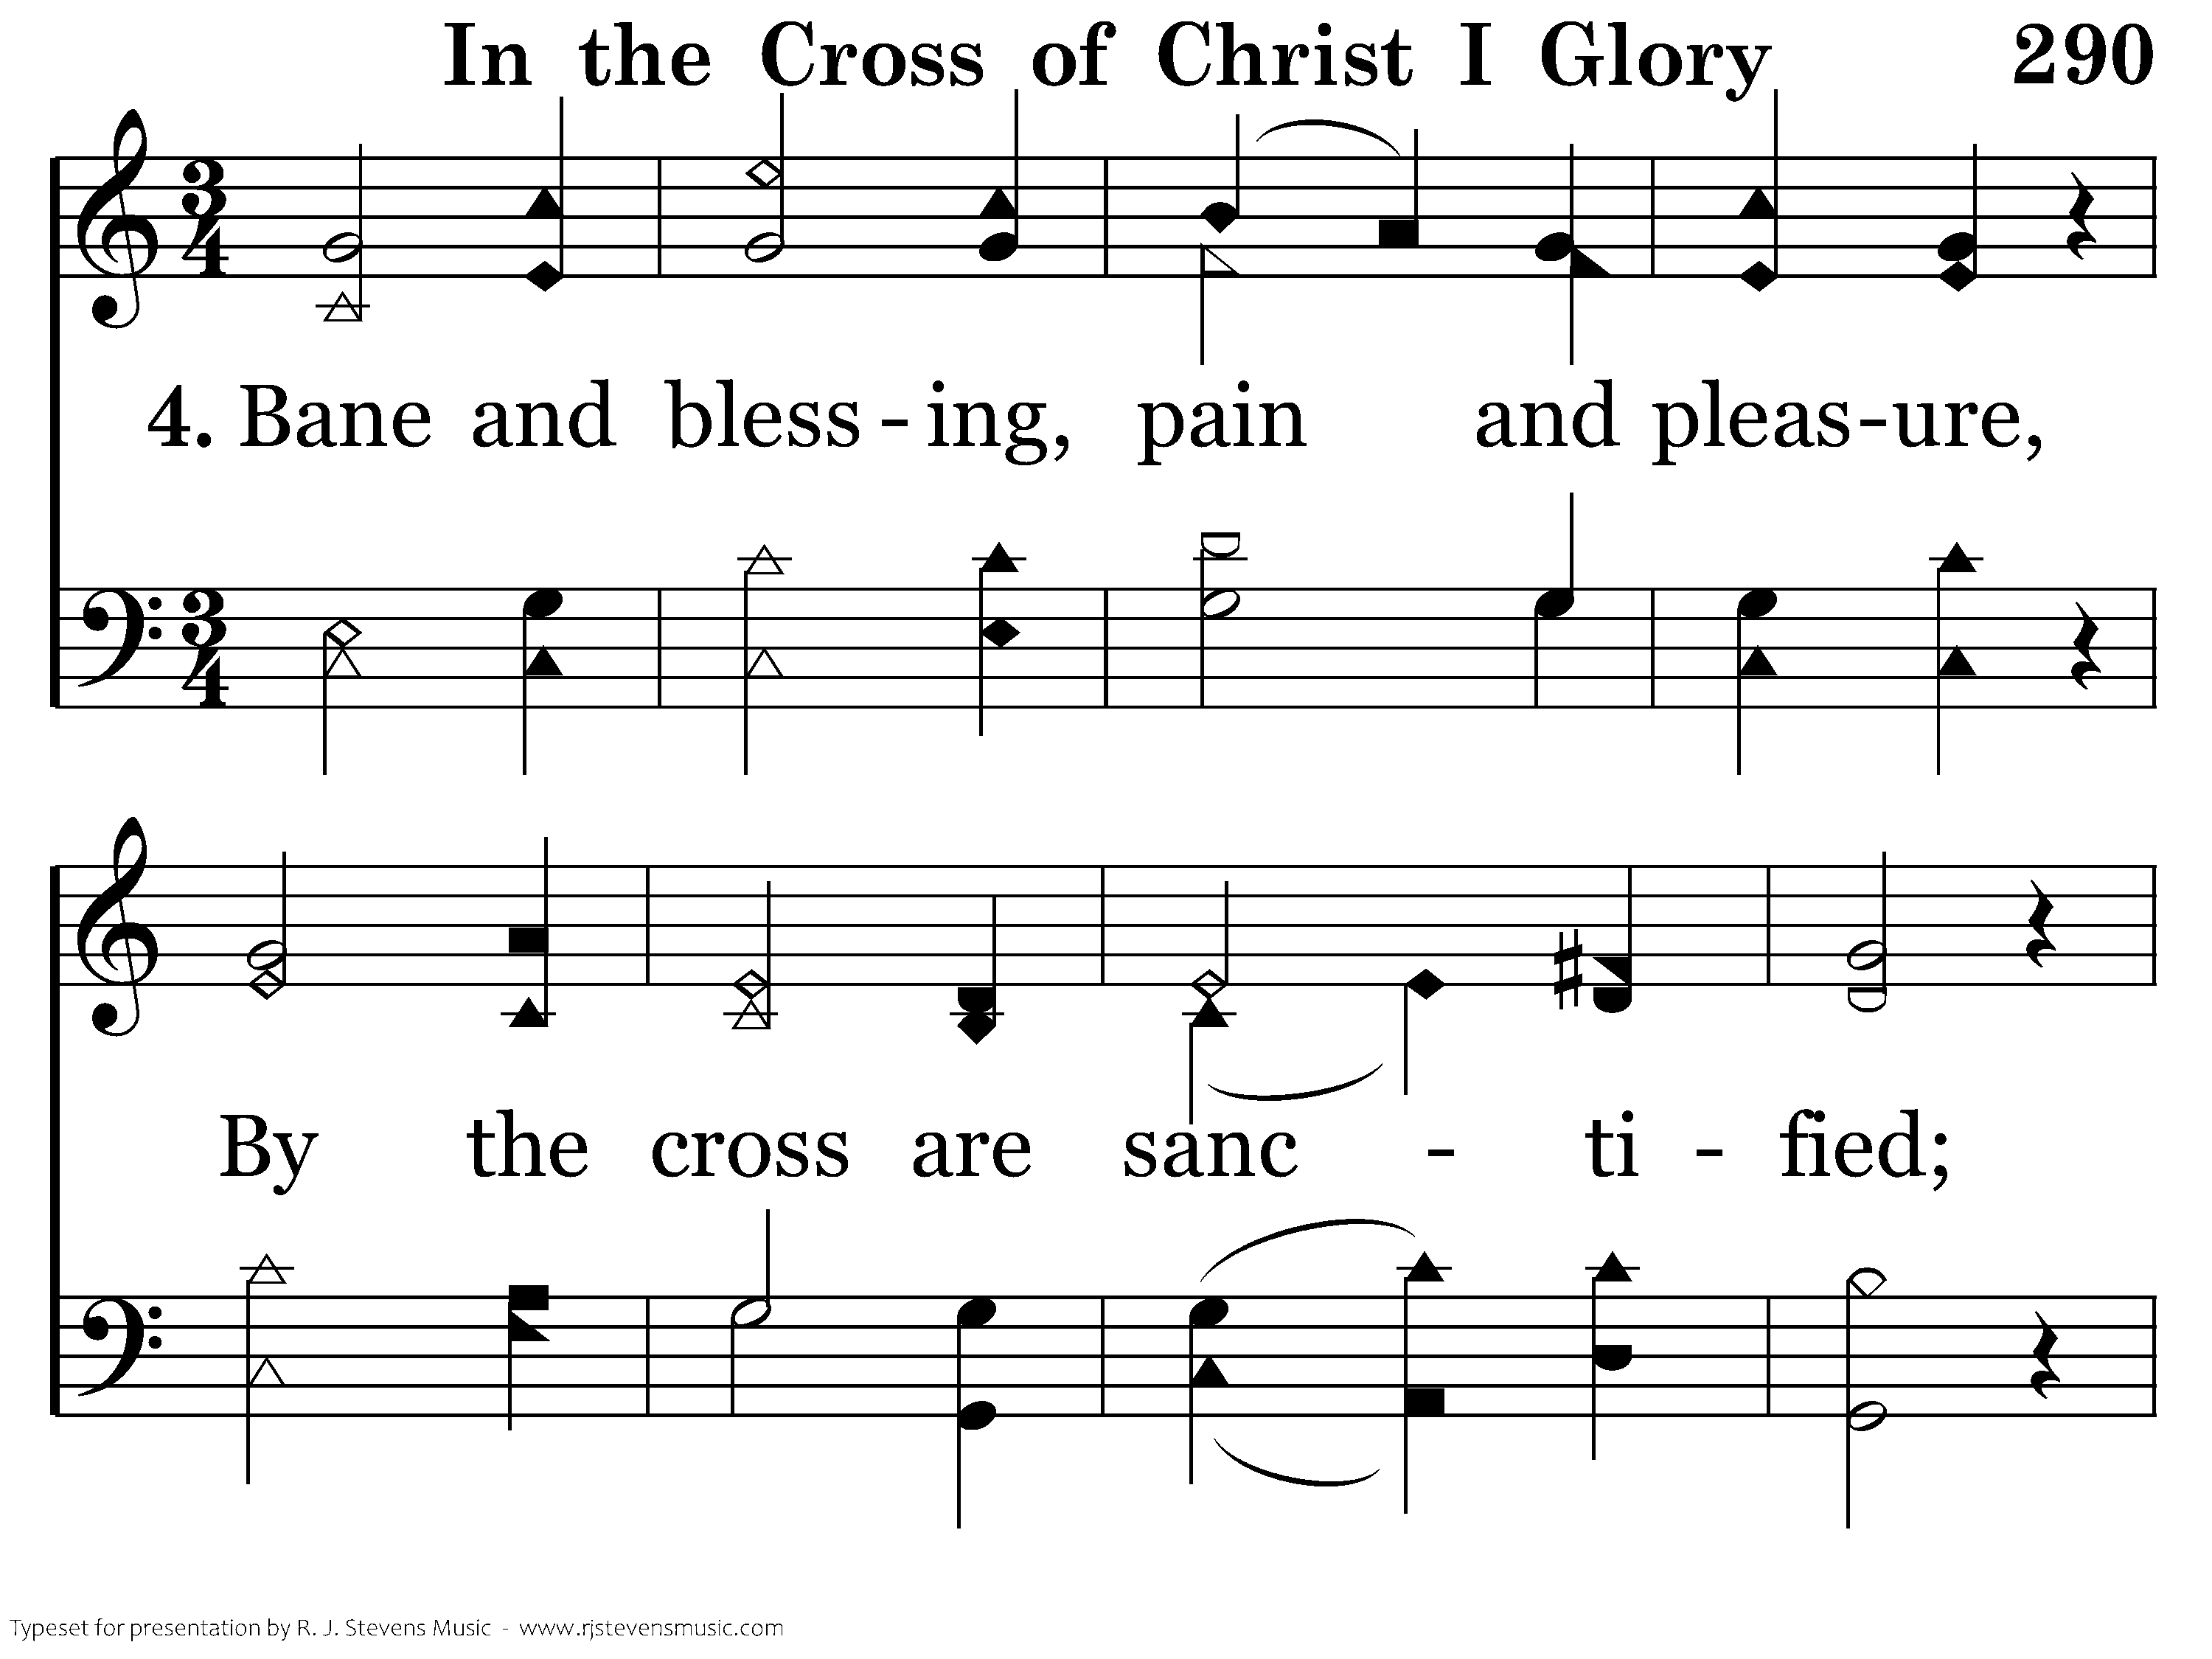 In the Cross of Christ I Glory 290
4. Bane and bless - ing, pain and pleas-ure,
By the cross are sanc - ti - fied;
Typeset for presentation by R. J. Stevens Music - www.rjstevensmusic.com